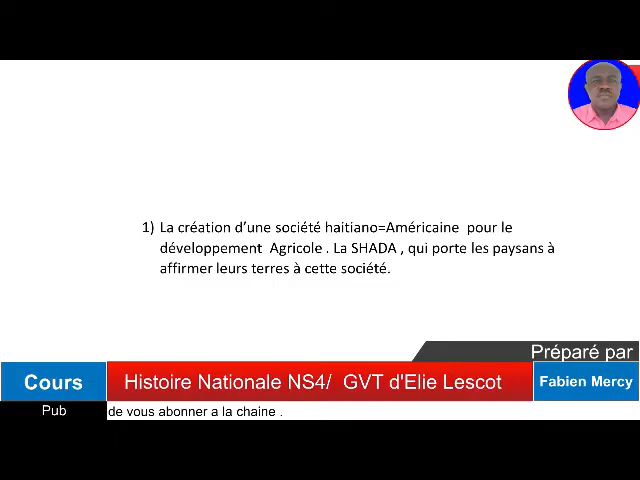 1) La création d’une société haitiano=Américaine pour le
développement Agricole . La SHADA , qui porte les paysans à
affirmer leurs terres à cette société.
Préparé par
Cours
Histoire Nationale NS4/ GVT d'Elie Lescot
Fabien Mercy
Pub
de vous abonner a la chaine .